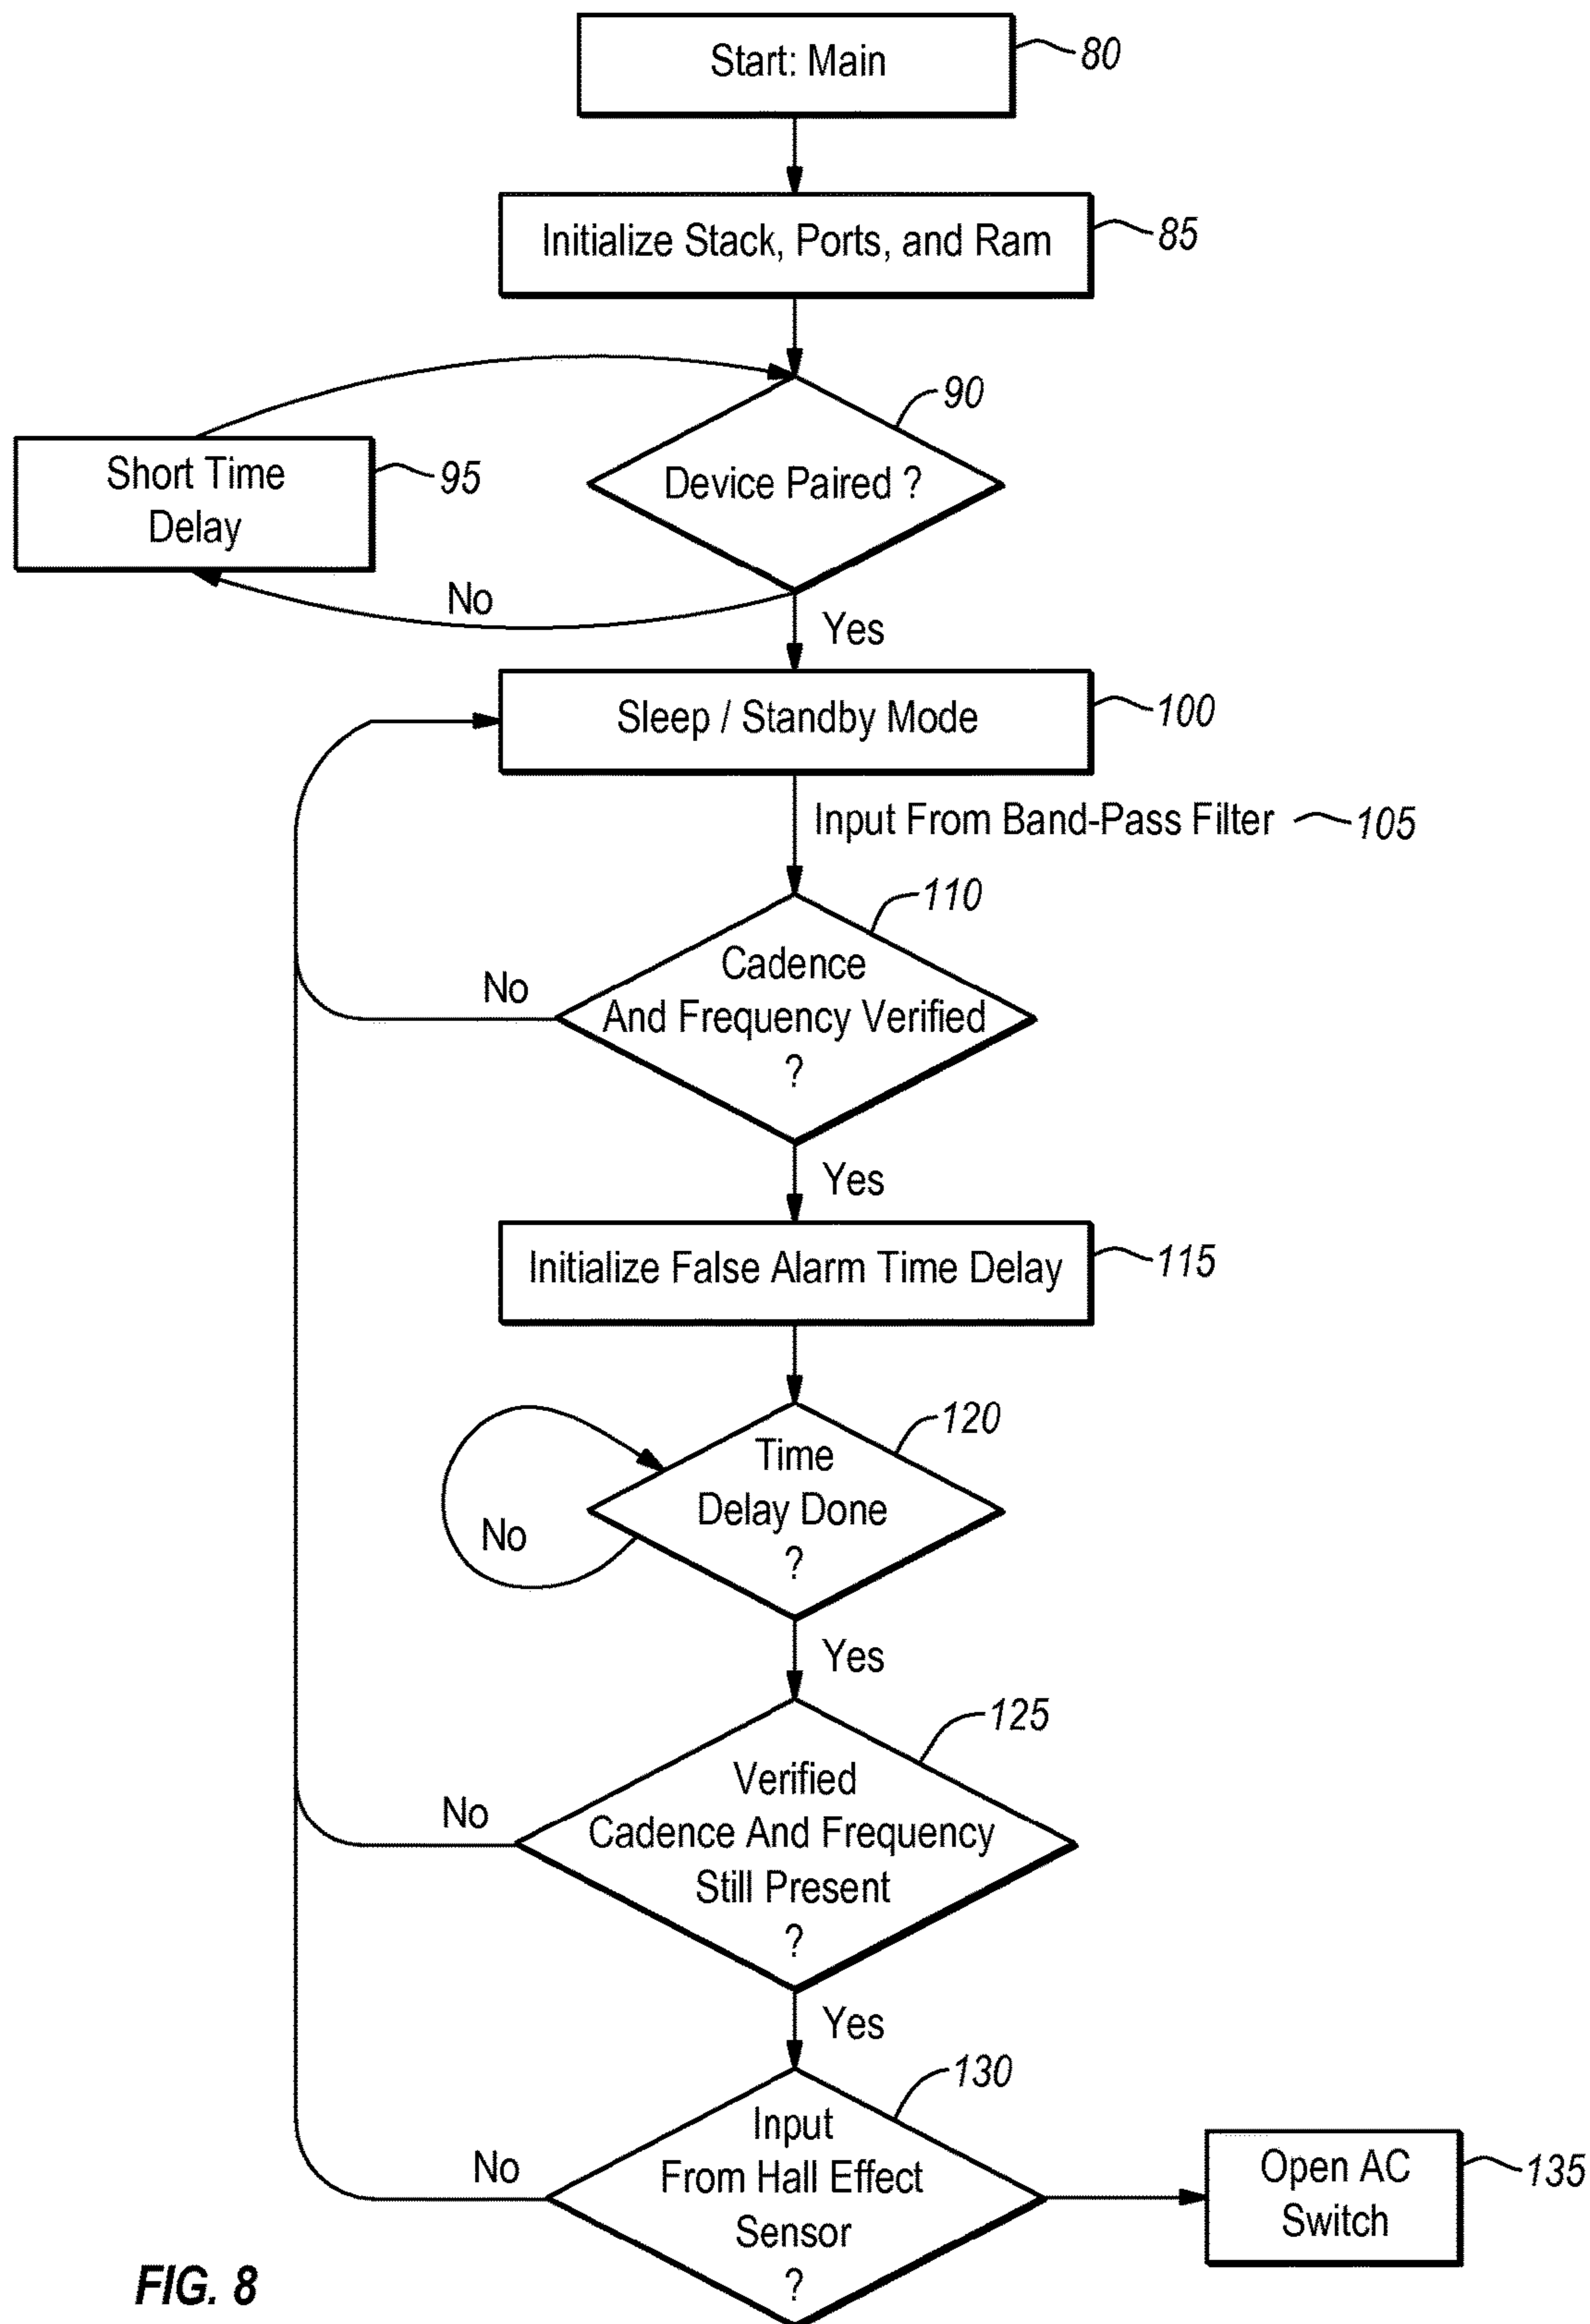 Start: Main
80
Initialize Stack, Ports, and Ram
85
90
Device Paired ?
Short Time
Delay
95
No
Yes
Sleep / Standby Mode
100
Input From Band-Pass Filter
105
110
Cadence
And Frequency Verified
?
No
Yes
Initialize False Alarm Time Delay
115
120
Time
Delay Done
?
No
Yes
125
Verified
Cadence And Frequency
Still Present
?
No
Yes
130
Input
From Hall Effect
Sensor
?
No
Open AC
Switch
135
FIG. 8